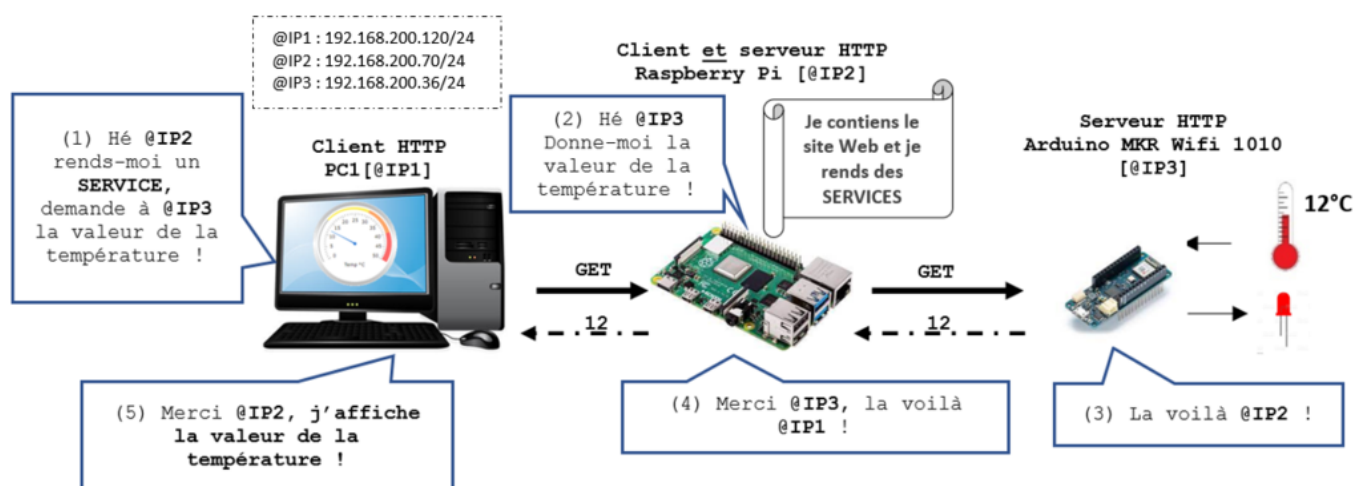 @IP1 : 192.168.200.120/24
@IP2 : 192.168.200.70/24
@IP3 : 192.168.200.36/24
Client et serveur HTTP
Raspberry Pi [@IP2]
(1) Hé @IP2
rends-moi un
SERVICE,
demande à @IP3
la valeur de la
température !
Client HTTP
PC1[@IP1]
(2) Hé @IP3
Donne-moi la
valeur de la
température !
Je contiens le
site Web et je
rends des
SERVICES
Serveur HTTP
Arduino MKR Wifi 1010
[@IP3]
12°C
Temp °C
GET
12
GET
12
(5) Merci @IP2, j'affiche
la valeur de la
température !
(4) Merci @IP3, la voilà
@IP1 !
(3) La voilà @IP2 !